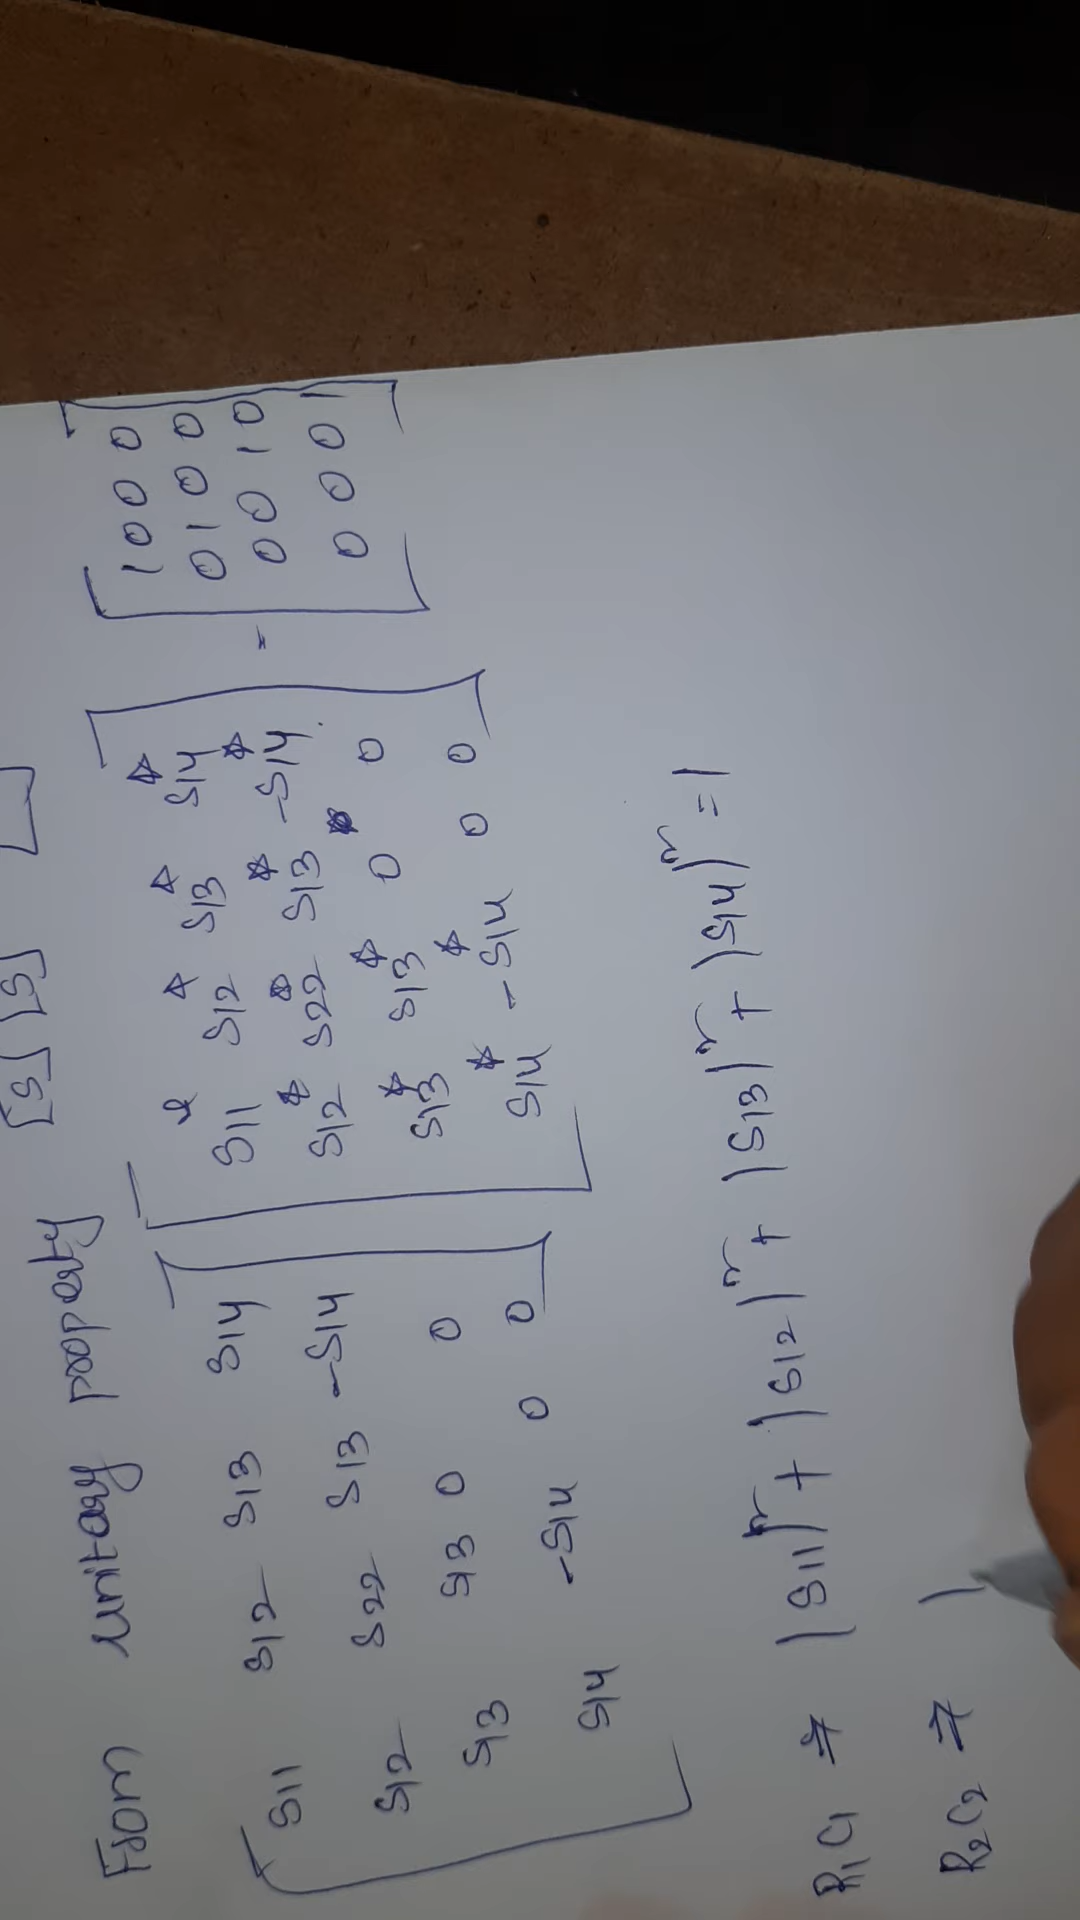 [S] [S]
From unitary property
S11 S12 S13 S14 S11* S12* S13* S14* = 1 0 0 0
S12 S22 S13 -S14 S12* S22* S13* -S14* 0 1 0 0
S13 S13 0 0 S13* S13* 0 0 0 0 1 0
S14 -S14 0 0 S14* -S14* 0 0 0 0 0 1
R1C1 ⇒ |S11|² + |S12|² + |S13|² + |S14|² = 1
R2C2 ⇒ |